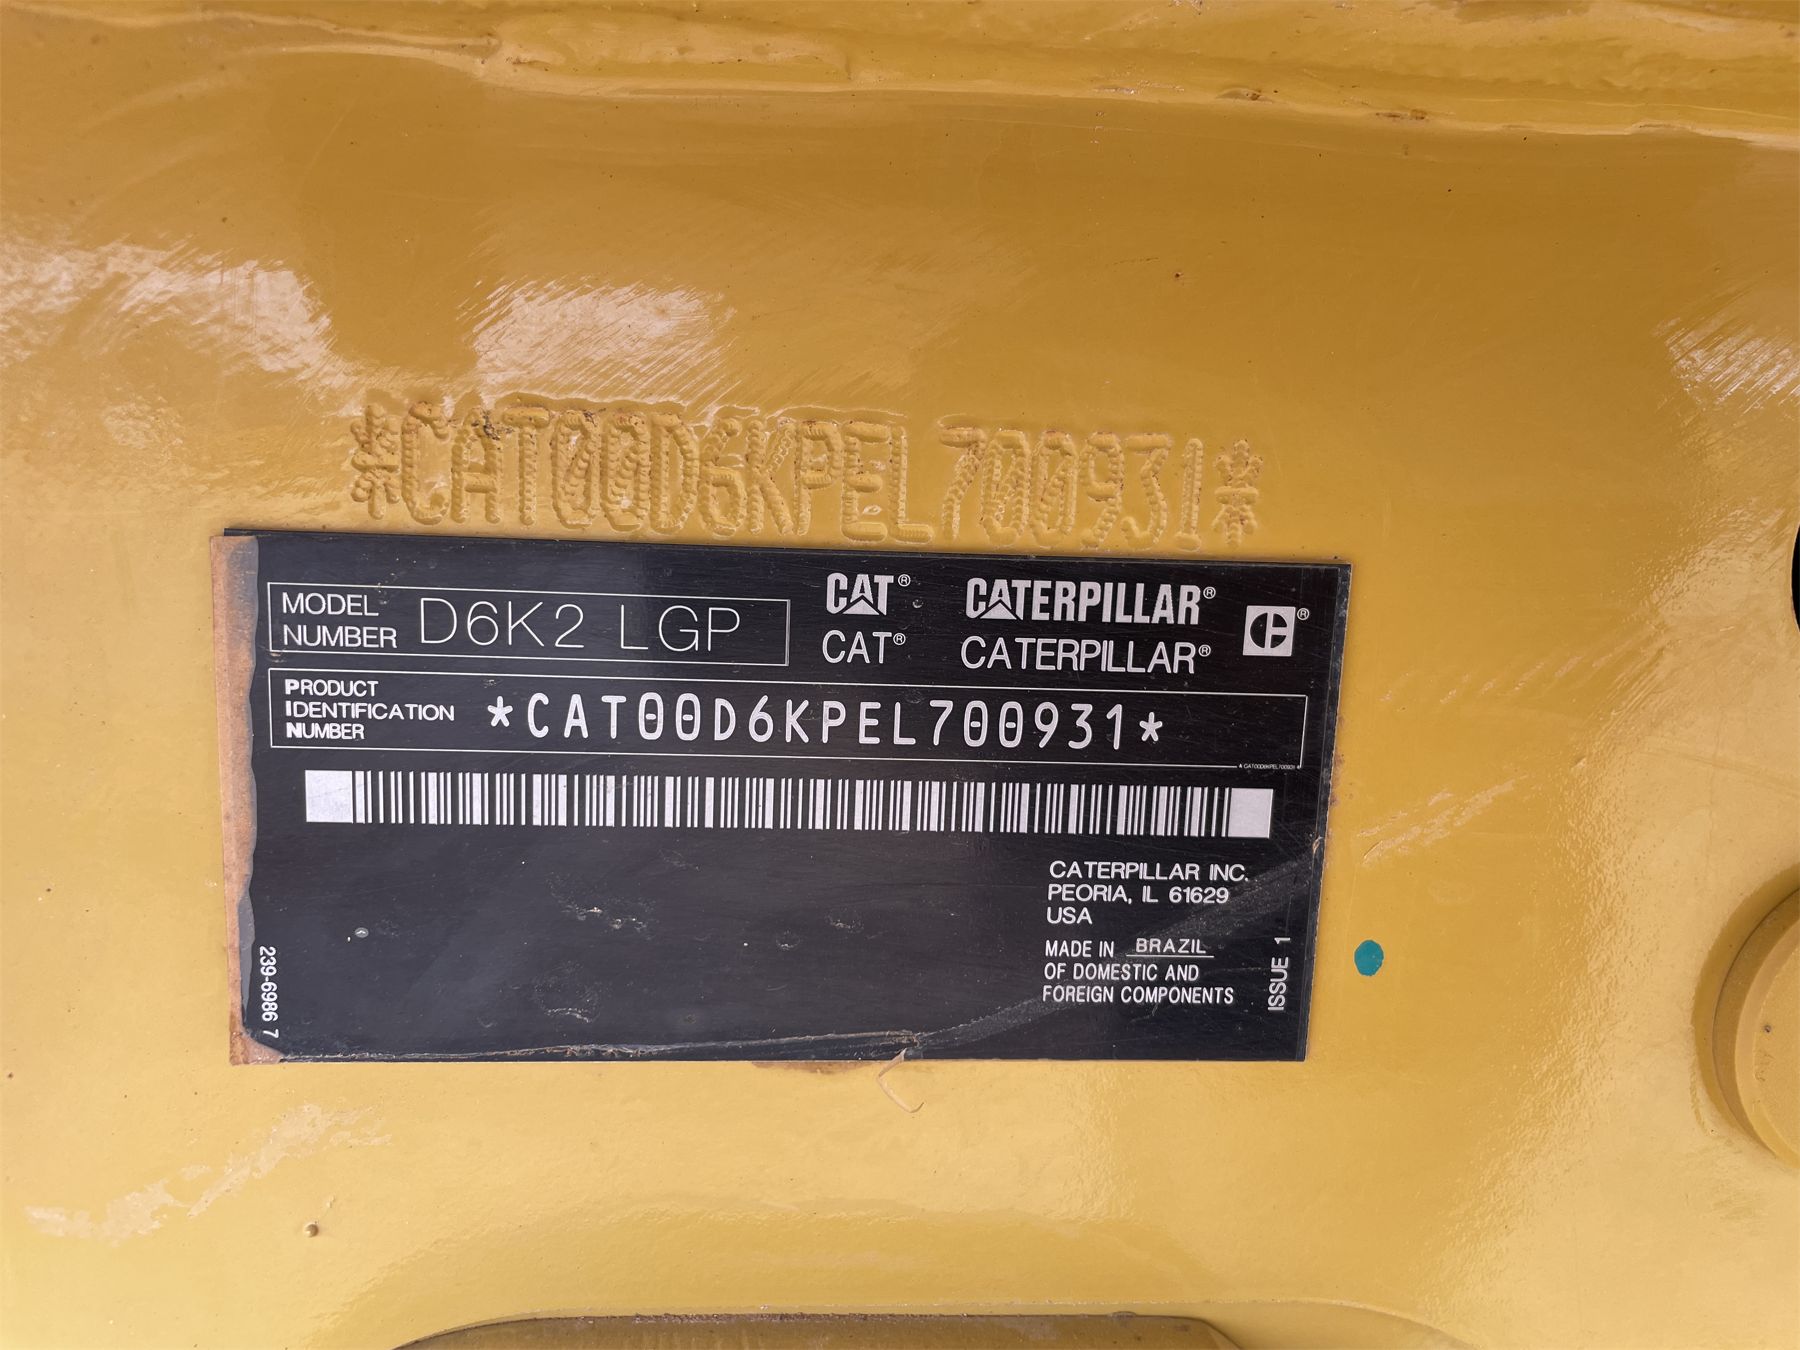 *CAT00D6KPEL700931*
MODEL NUMBER D6K2 LGP
CAT® CATERPILLAR®
CAT® CATERPILLAR®
PRODUCT IDENTIFICATION NUMBER *CAT00D6KPEL700931*
*CAT00D6KPEL700931*
CATERPILLAR INC.
PEORIA, IL 61629
USA
MADE IN BRAZIL
OF DOMESTIC AND
FOREIGN COMPONENTS
ISSUE 1
239-6986 7